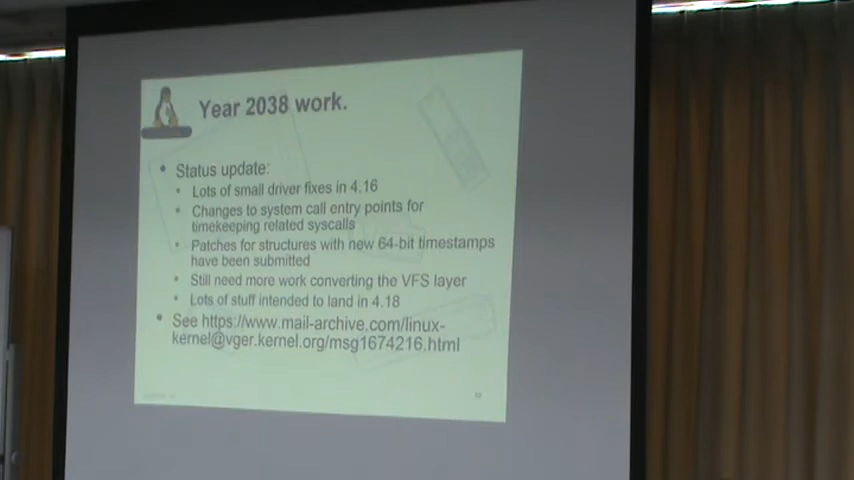 Year 2038 work.
Status update:
Lots of small driver fixes in 4.16
Changes to system call entry points for
timekeeping related syscalls
Patches for structures with new 64-bit timestamps
have been submitted
Still need more work converting the VFS layer
Lots of stuff intended to land in 4.18
See https://www.mail-archive.com/linux-
kernel@vger.kernel.org/msg1674216.html